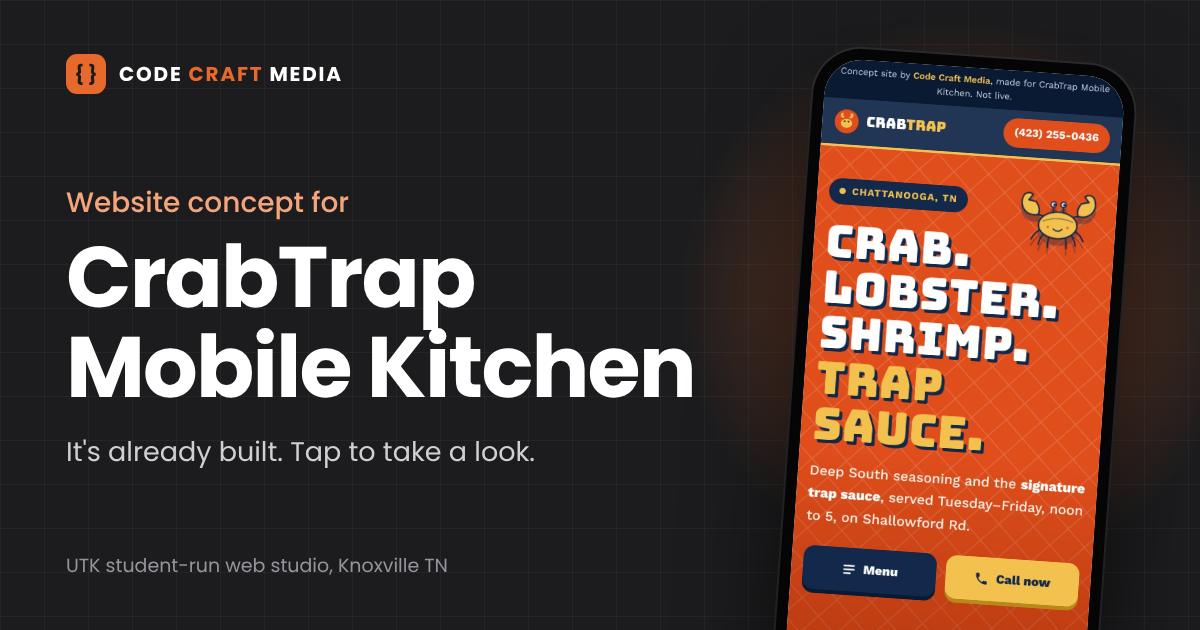 { } CODE CRAFT MEDIA
Website concept for
CrabTrap
Mobile Kitchen
It's already built. Tap to take a look.
UTK student-run web studio, Knoxville TN
Concept site by Code Craft Media, made for CrabTrap Mobile
Kitchen. Not live.
CRABTRAP
(423) 255-0436
CHATTANOOGA, TN
CRAB.
LOBSTER.
SHRIMP.
TRAP
SAUCE.
Deep South seasoning and the signature
trap sauce, served Tuesday–Friday, noon
to 5, on Shallowford Rd.
Menu
Call now